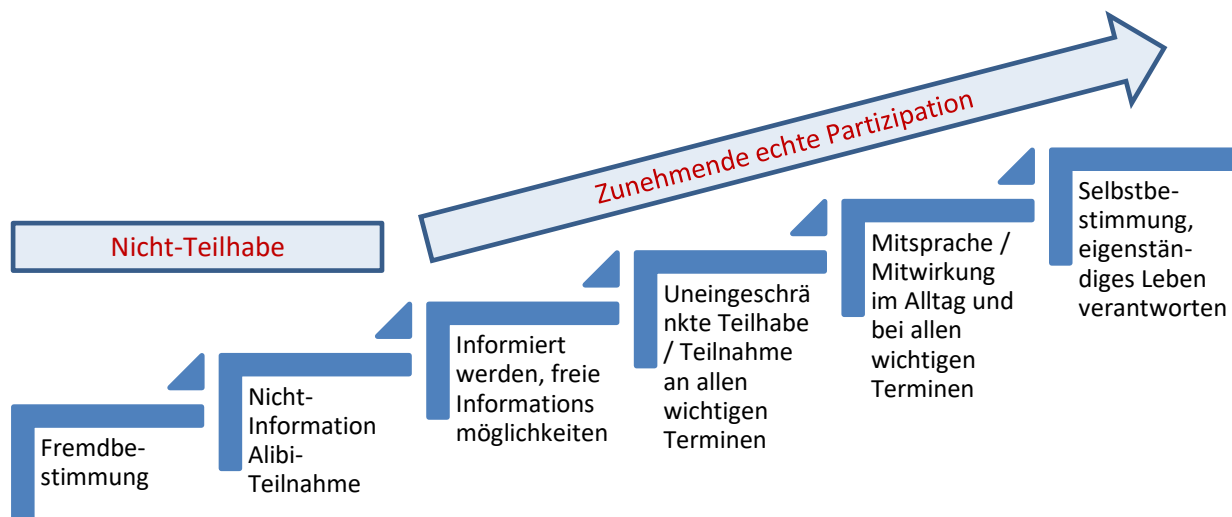 Zunehmende echte Partizipation
Nicht-Teilhabe
Fremdbe-
stimmung
Nicht-
Information
Alibi-
Teilnahme
Informiert
werden, freie
Informations
möglichkeiten
Uneingeschrä
nkte Teilhabe
/ Teilnahme
an allen
wichtigen
Terminen
Mitsprache /
Mitwirkung
im Alltag und
bei allen
wichtigen
Terminen
Selbstbe-
stimmung,
eigenstän-
diges Leben
verantworten